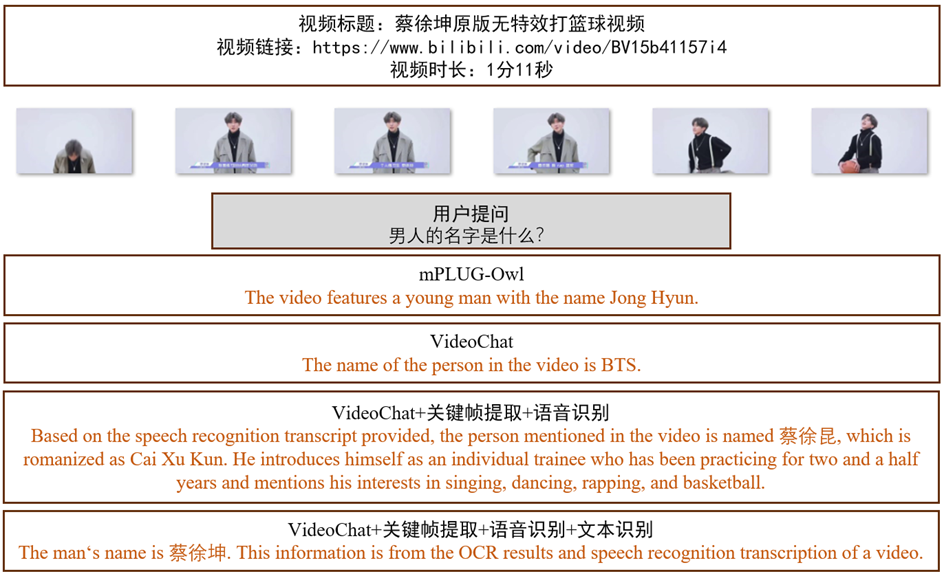 视频标题：蔡徐坤原版无特效打篮球视频
视频链接：https://www.bilibili.com/video/BV15b41157i4
视频时长：1分11秒
用户提问
男人的名字是什么？
mPLUG-Owl
The video features a young man with the name Jong Hyun.
VideoChat
The name of the person in the video is BTS.
VideoChat+关键帧提取+语音识别
Based on the speech recognition transcript provided, the person mentioned in the video is named 蔡徐昆, which is
romanized as Cai Xu Kun. He introduces himself as an individual trainee who has been practicing for two and a half
years and mentions his interests in singing, dancing, rapping, and basketball.
VideoChat+关键帧提取+语音识别+文本识别
The man‘s name is 蔡徐坤. This information is from the OCR results and speech recognition transcription of a video.